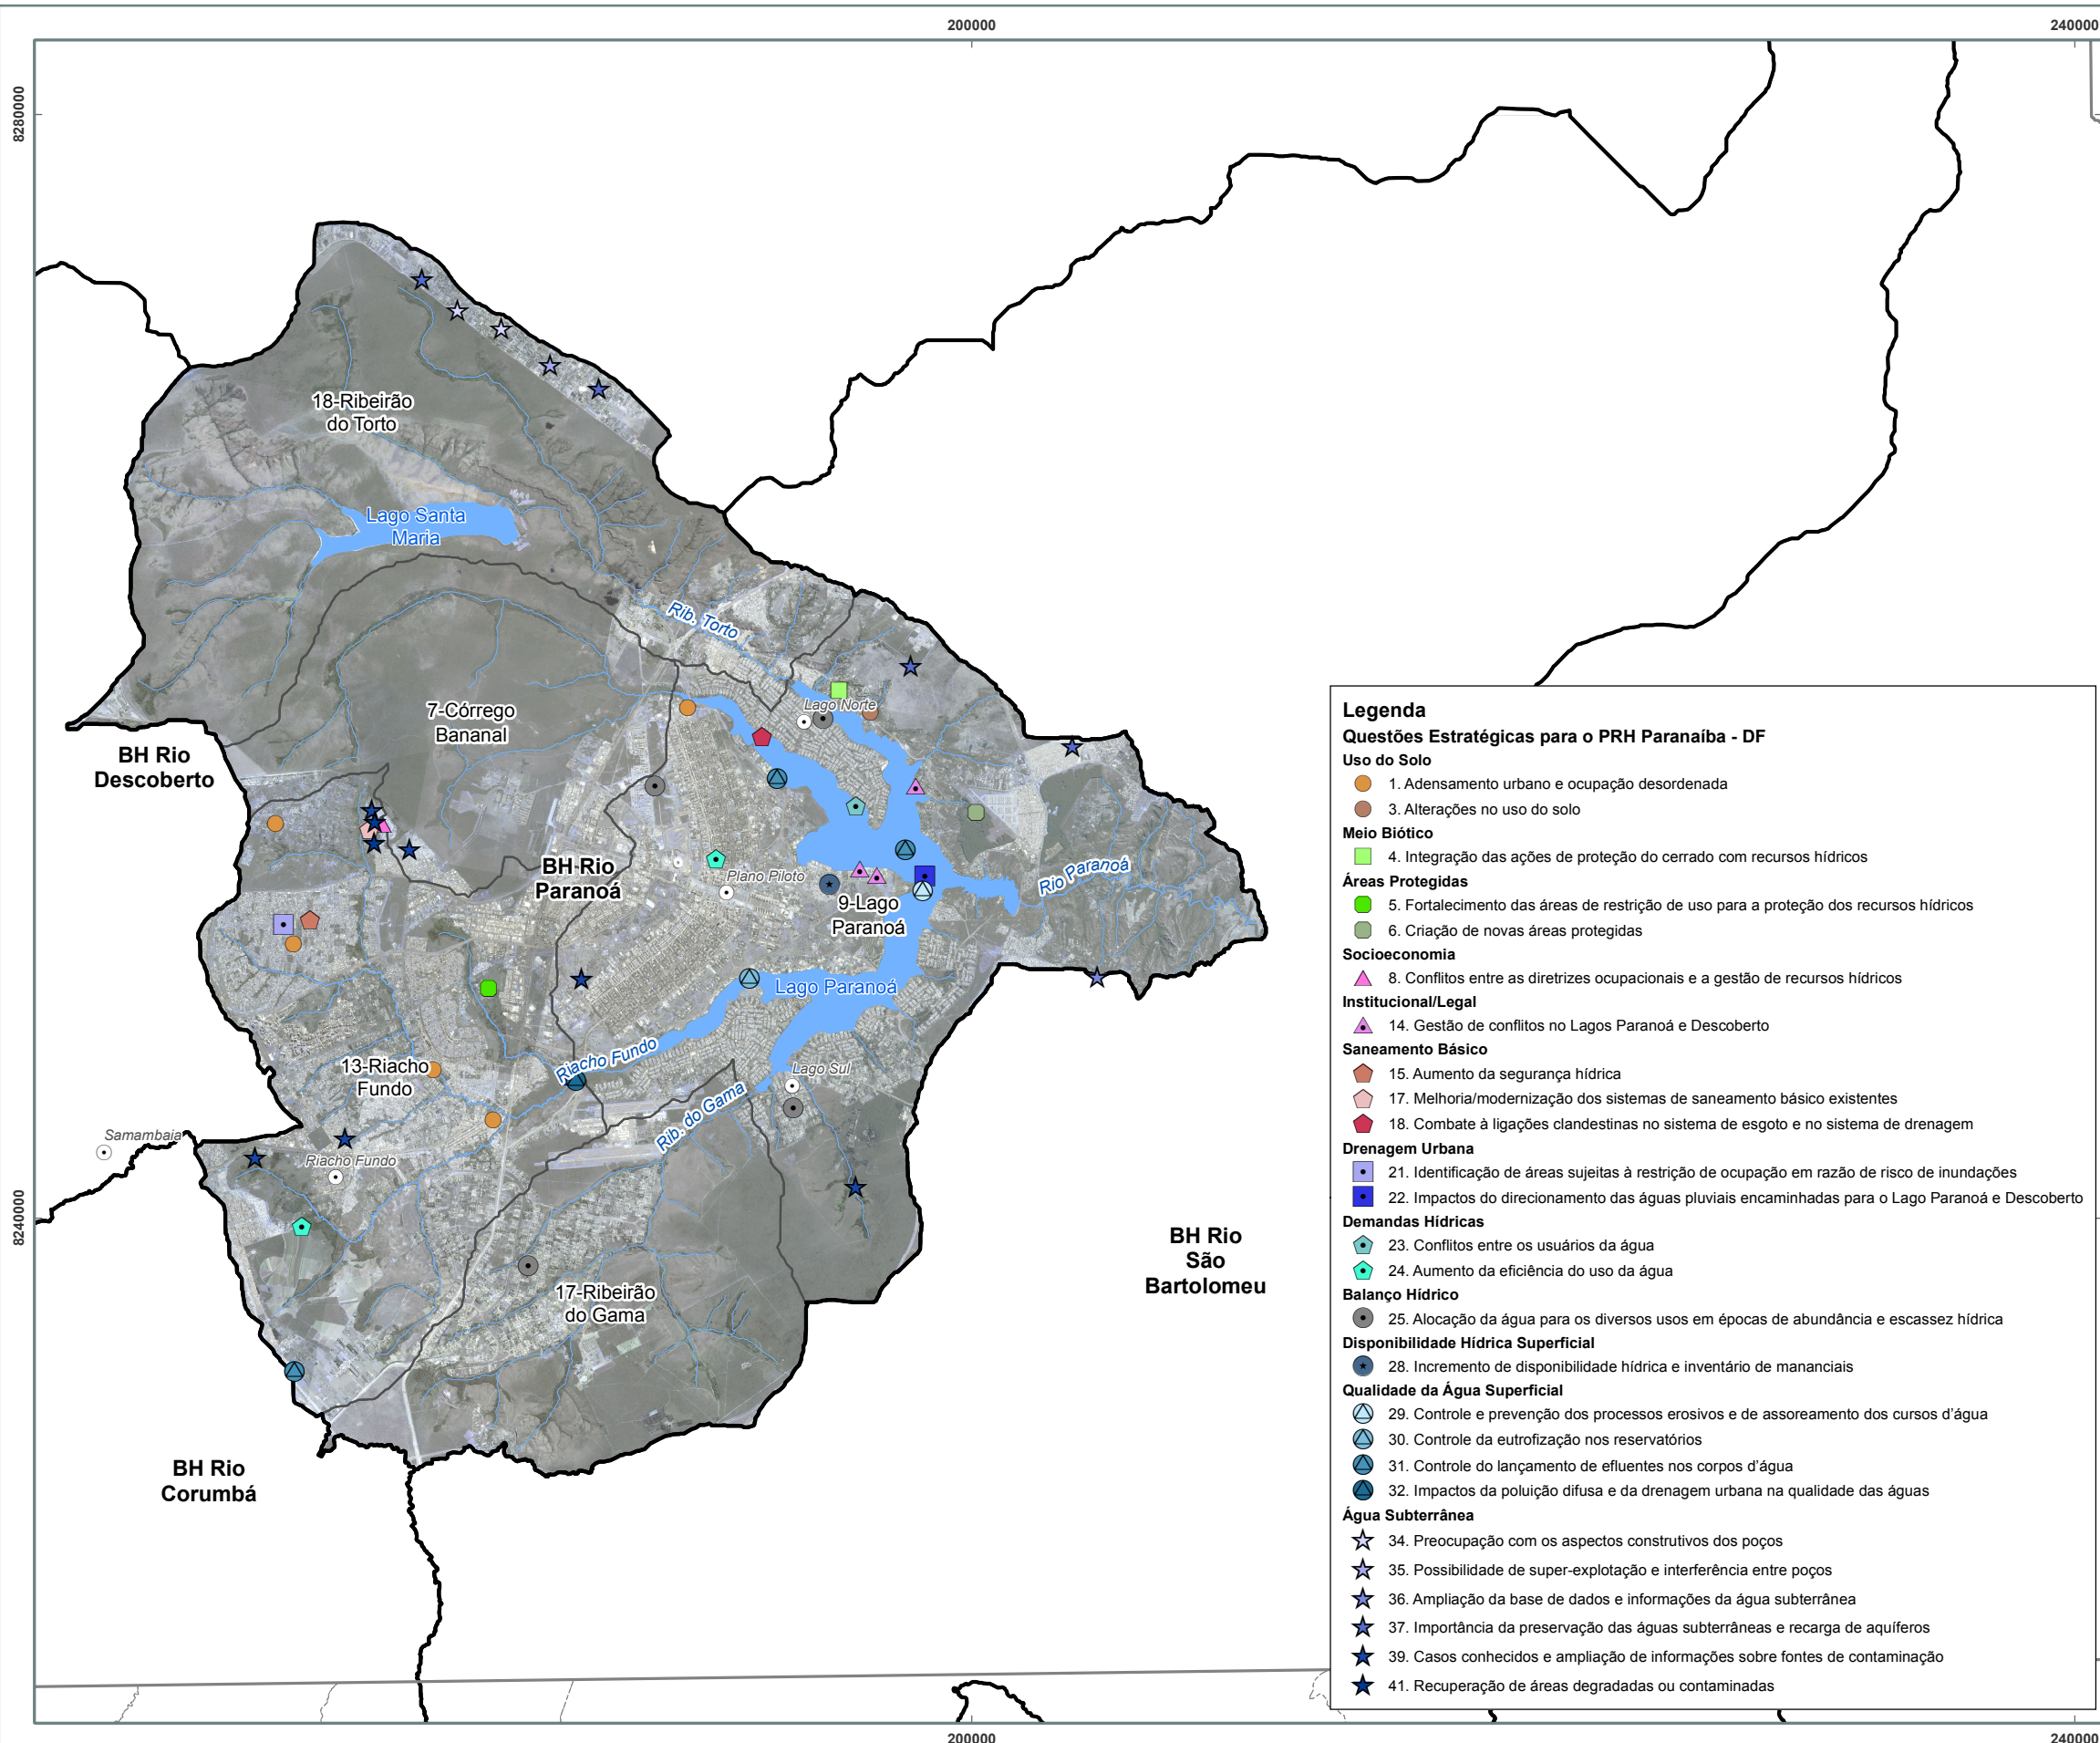 200000
240000
8280000
18-Ribeirão
do Torto
Lago Santa
Maria
Rib. Torto
7-Córrego
Bananal
Lago Norte
BH Rio
Descoberto
BH Rio
Paranoá
Plano Piloto
Rio Paranoá
9-Lago
Paranoá
Lago Paranoá
Riacho Fundo
13-Riacho
Fundo
Lago Sul
Rib. do Gama
Samambaia
Riacho Fundo
8240000
17-Ribeirão
do Gama
BH Rio
São
Bartolomeu
BH Rio
Corumbá
Legenda
Questões Estratégicas para o PRH Paranaíba - DF
Uso do Solo
1. Adensamento urbano e ocupação desordenada
3. Alterações no uso do solo
Meio Biótico
4. Integração das ações de proteção do cerrado com recursos hídricos
Áreas Protegidas
5. Fortalecimento das áreas de restrição de uso para a proteção dos recursos hídricos
6. Criação de novas áreas protegidas
Socioeconomia
8. Conflitos entre as diretrizes ocupacionais e a gestão de recursos hídricos
Institucional/Legal
14. Gestão de conflitos no Lagos Paranoá e Descoberto
Saneamento Básico
15. Aumento da segurança hídrica
17. Melhoria/modernização dos sistemas de saneamento básico existentes
18. Combate à ligações clandestinas no sistema de esgoto e no sistema de drenagem
Drenagem Urbana
21. Identificação de áreas sujeitas à restrição de ocupação em razão de risco de inundações
22. Impactos do direcionamento das águas pluviais encaminhadas para o Lago Paranoá e Descoberto
Demandas Hídricas
23. Conflitos entre os usuários da água
24. Aumento da eficiência do uso da água
Balanço Hídrico
25. Alocação da água para os diversos usos em épocas de abundância e escassez hídrica
Disponibilidade Hídrica Superficial
28. Incremento de disponibilidade hídrica e inventário de mananciais
Qualidade da Água Superficial
29. Controle e prevenção dos processos erosivos e de assoreamento dos cursos d'água
30. Controle da eutrofização nos reservatórios
31. Controle do lançamento de efluentes nos corpos d'água
32. Impactos da poluição difusa e da drenagem urbana na qualidade das águas
Água Subterrânea
34. Preocupação com os aspectos construtivos dos poços
35. Possibilidade de super-explotação e interferência entre poços
36. Ampliação da base de dados e informações da água subterrânea
37. Importância da preservação das águas subterrâneas e recarga de aquíferos
39. Casos conhecidos e ampliação de informações sobre fontes de contaminação
41. Recuperação de áreas degradadas ou contaminadas
200000
240000